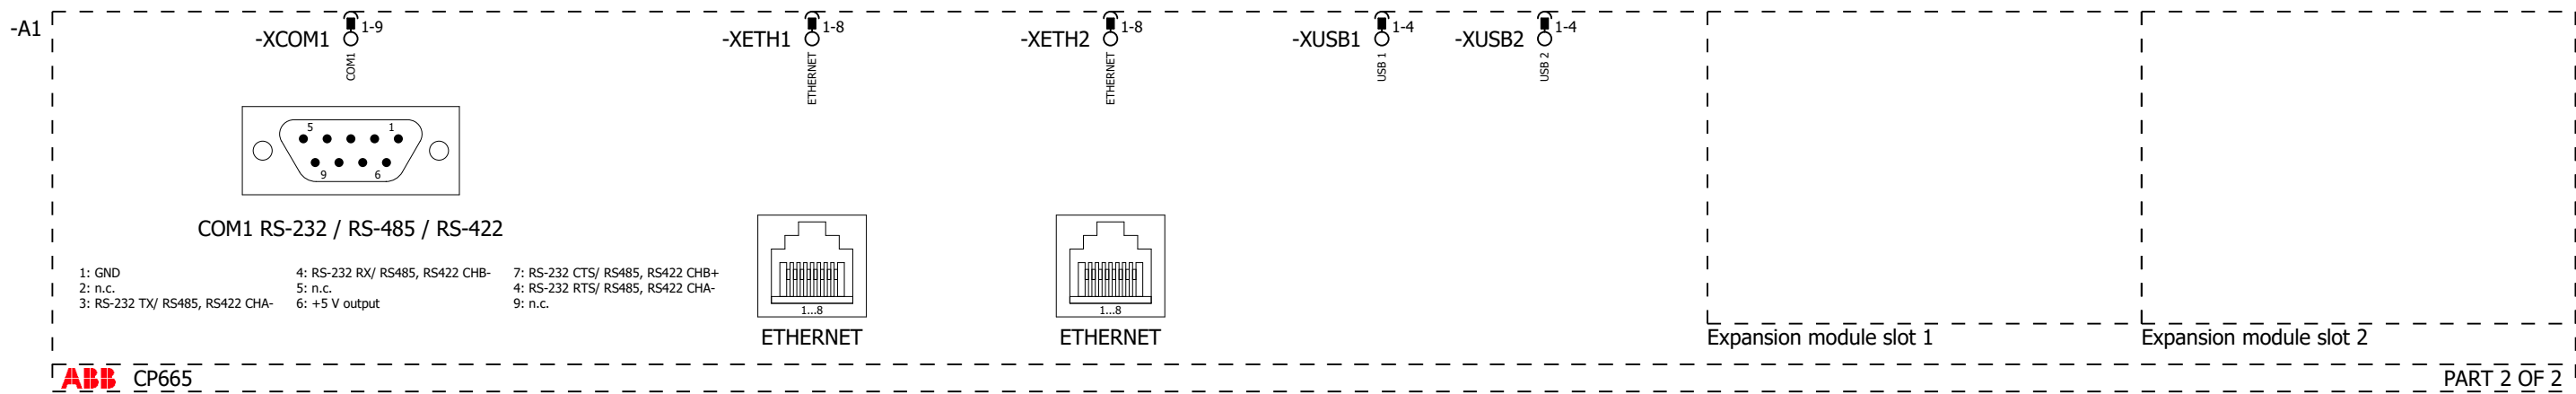 -A1
-XCOM1
1-9
COM1
-XETH1
1-8
ETHERNET
-XETH2
1-8
ETHERNET
-XUSB1
1-4
USB 1
-XUSB2
1-4
USB 2
5 1
9 6
COM1 RS-232 / RS-485 / RS-422
1: GND
2: n.c.
3: RS-232 TX/ RS485, RS422 CHA-
4: RS-232 RX/ RS485, RS422 CHB-
5: n.c.
6: +5 V output
7: RS-232 CTS/ RS485, RS422 CHB+
4: RS-232 RTS/ RS485, RS422 CHA-
9: n.c.
1...8
ETHERNET
1...8
ETHERNET
Expansion module slot 1
Expansion module slot 2
ABB CP665
PART 2 OF 2